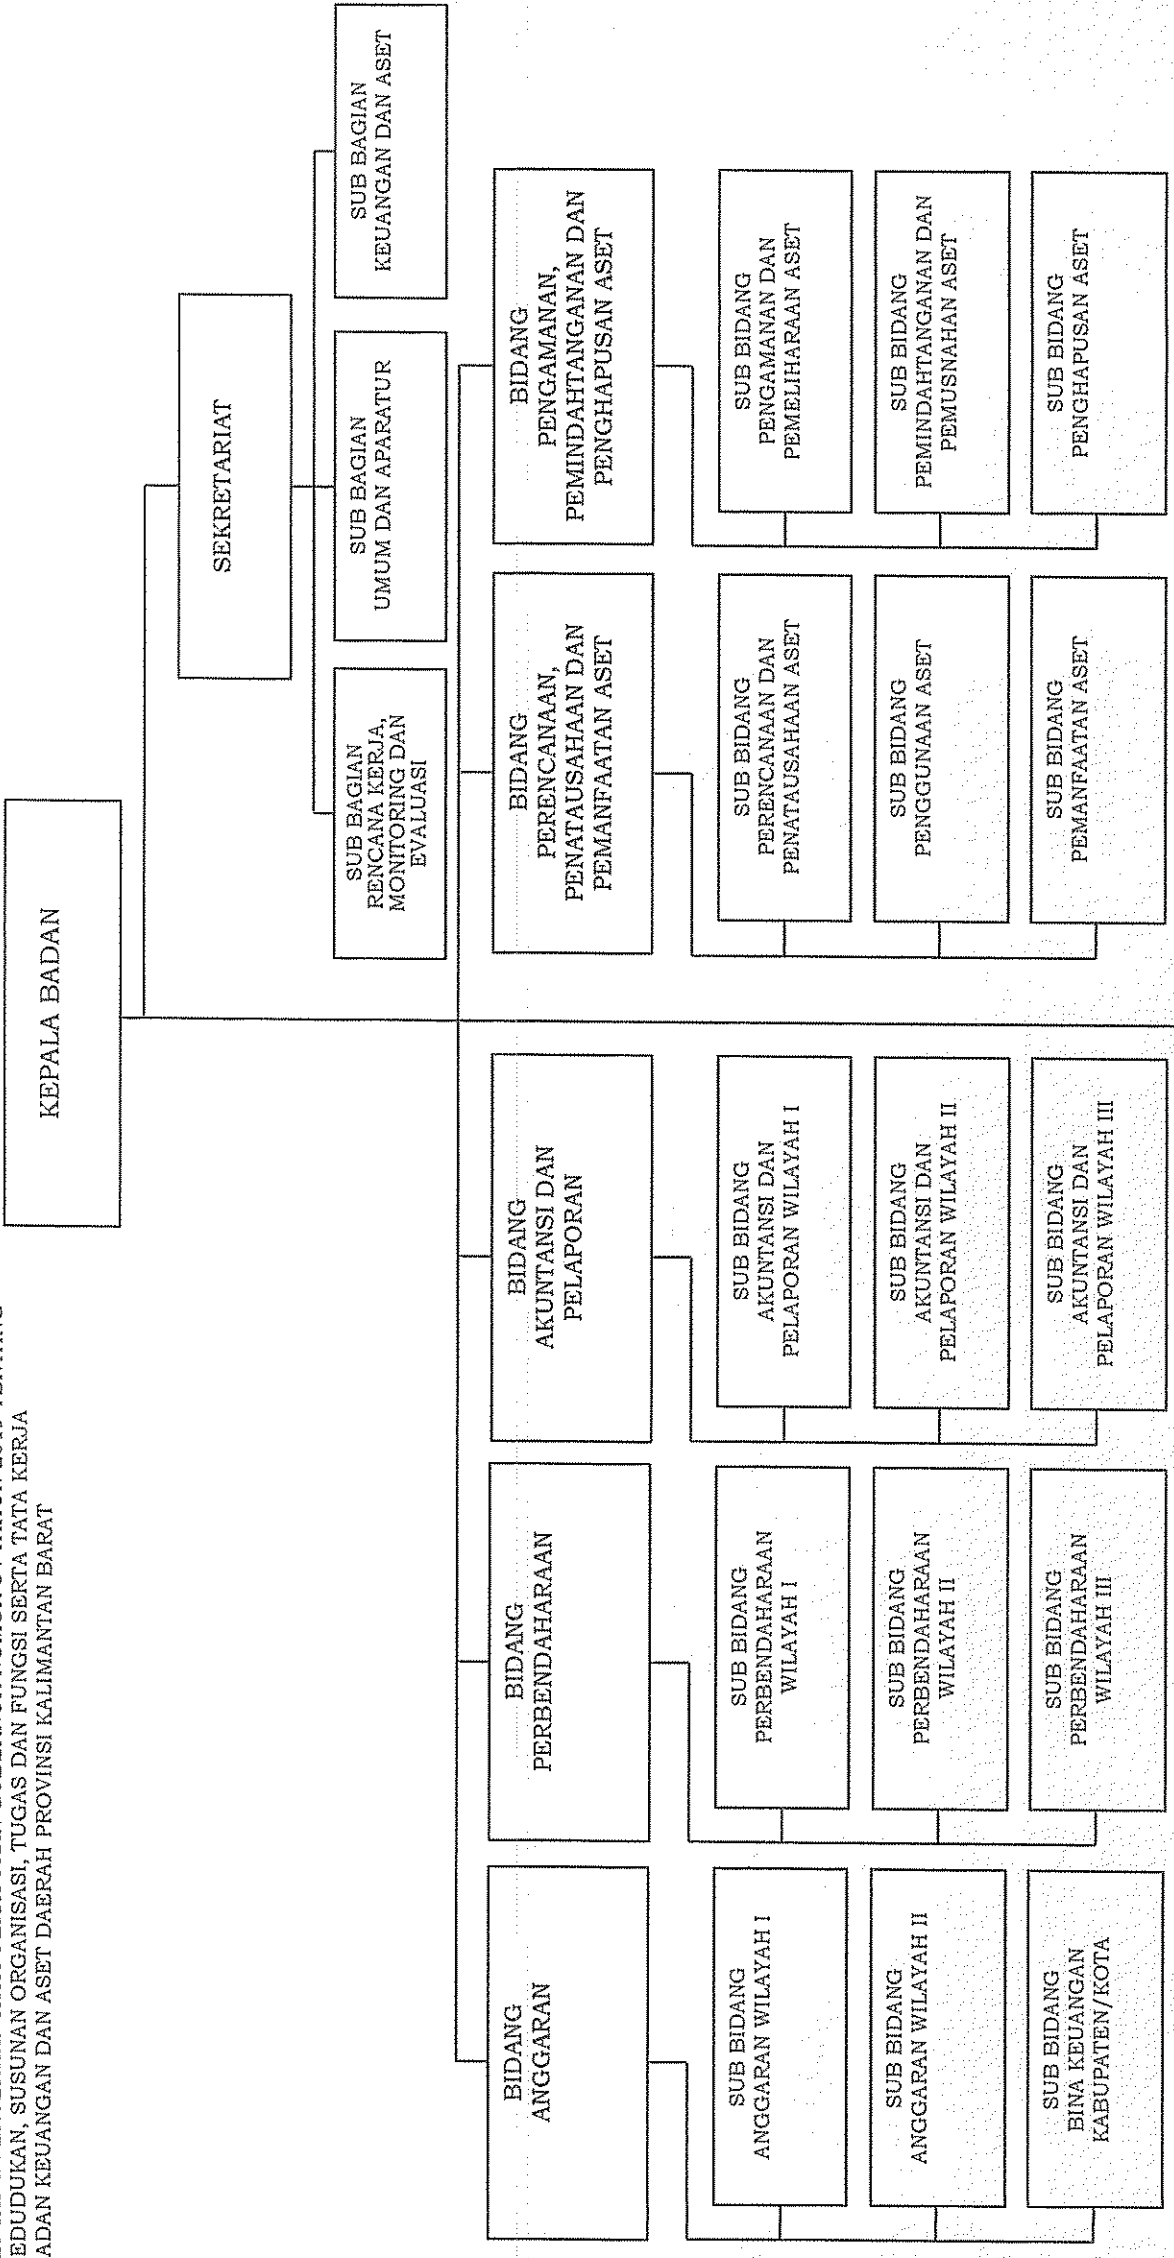 EDUDUKAN, SUSUNAN ORGANISASI, TUGAS DAN FUNGSI SERTA TATA KERJA
ADAN KEUANGAN DAN ASET DAERAH PROVINSI KALIMANTAN BARAT
KEPALA BADAN
SEKRETARIAT
SUB BAGIAN
RENCANA KERJA,
MONITORING DAN
EVALUASI
SUB BAGIAN
UMUM DAN APARATUR
SUB BAGIAN
KEUANGAN DAN ASET
BIDANG
ANGGARAN
BIDANG
PERBENDAHARAAN
BIDANG
AKUNTANSI DAN
PELAPORAN
BIDANG
PERENCANAAN,
PENATAUSAHAAN DAN
PEMANFAATAN ASET
BIDANG
PENGAMANAN,
PEMINDAHTANGANAN DAN
PENGHAPUSAN ASET
SUB BIDANG
ANGGARAN WILAYAH I
SUB BIDANG
PERBENDAHARAAN
WILAYAH I
SUB BIDANG
AKUNTANSI DAN
PELAPORAN WILAYAH I
SUB BIDANG
PERENCANAAN DAN
PENATAUSAHAAN ASET
SUB BIDANG
PENGAMANAN DAN
PEMELIHARAAN ASET
SUB BIDANG
ANGGARAN WILAYAH II
SUB BIDANG
PERBENDAHARAAN
WILAYAH II
SUB BIDANG
AKUNTANSI DAN
PELAPORAN WILAYAH II
SUB BIDANG
PENGGUNAAN ASET
SUB BIDANG
PEMINDAHTANGANAN DAN
PEMUSNAHAN ASET
SUB BIDANG
BINA KEUANGAN
KABUPATEN/KOTA
SUB BIDANG
PERBENDAHARAAN
WILAYAH III
SUB BIDANG
AKUNTANSI DAN
PELAPORAN WILAYAH III
SUB BIDANG
PEMANFAATAN ASET
SUB BIDANG
PENGHAPUSAN ASET